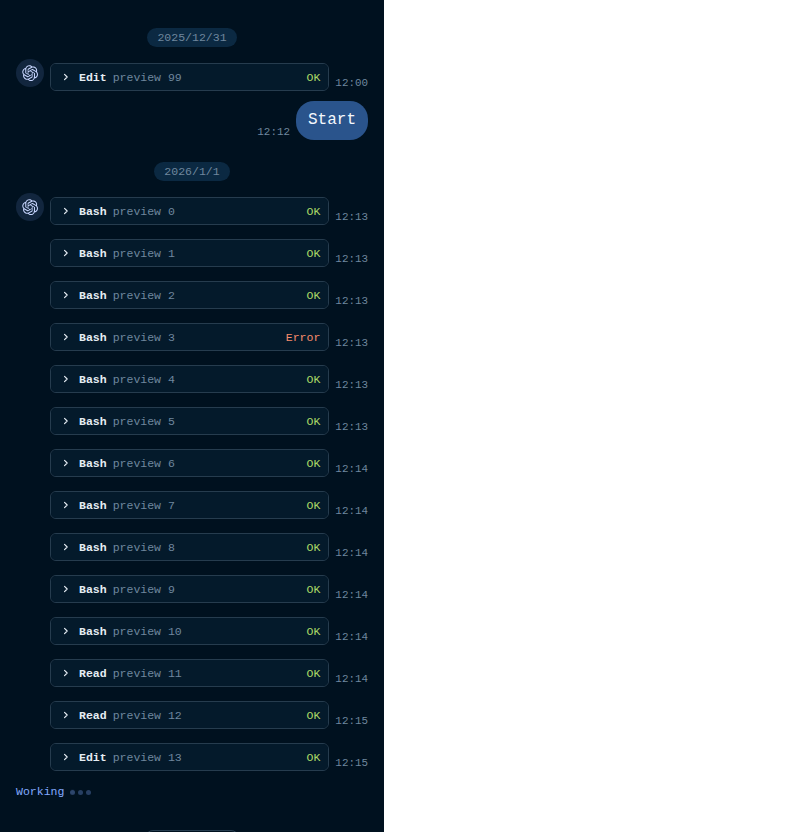 2025/12/31
Edit preview 99 OK 12:00
Start
12:12
2026/1/1
Bash preview 0 OK 12:13
Bash preview 1 OK 12:13
Bash preview 2 OK 12:13
Bash preview 3 Error 12:13
Bash preview 4 OK 12:13
Bash preview 5 OK 12:13
Bash preview 6 OK 12:14
Bash preview 7 OK 12:14
Bash preview 8 OK 12:14
Bash preview 9 OK 12:14
Bash preview 10 OK 12:14
Read preview 11 OK 12:14
Read preview 12 OK 12:15
Edit preview 13 OK 12:15
Working